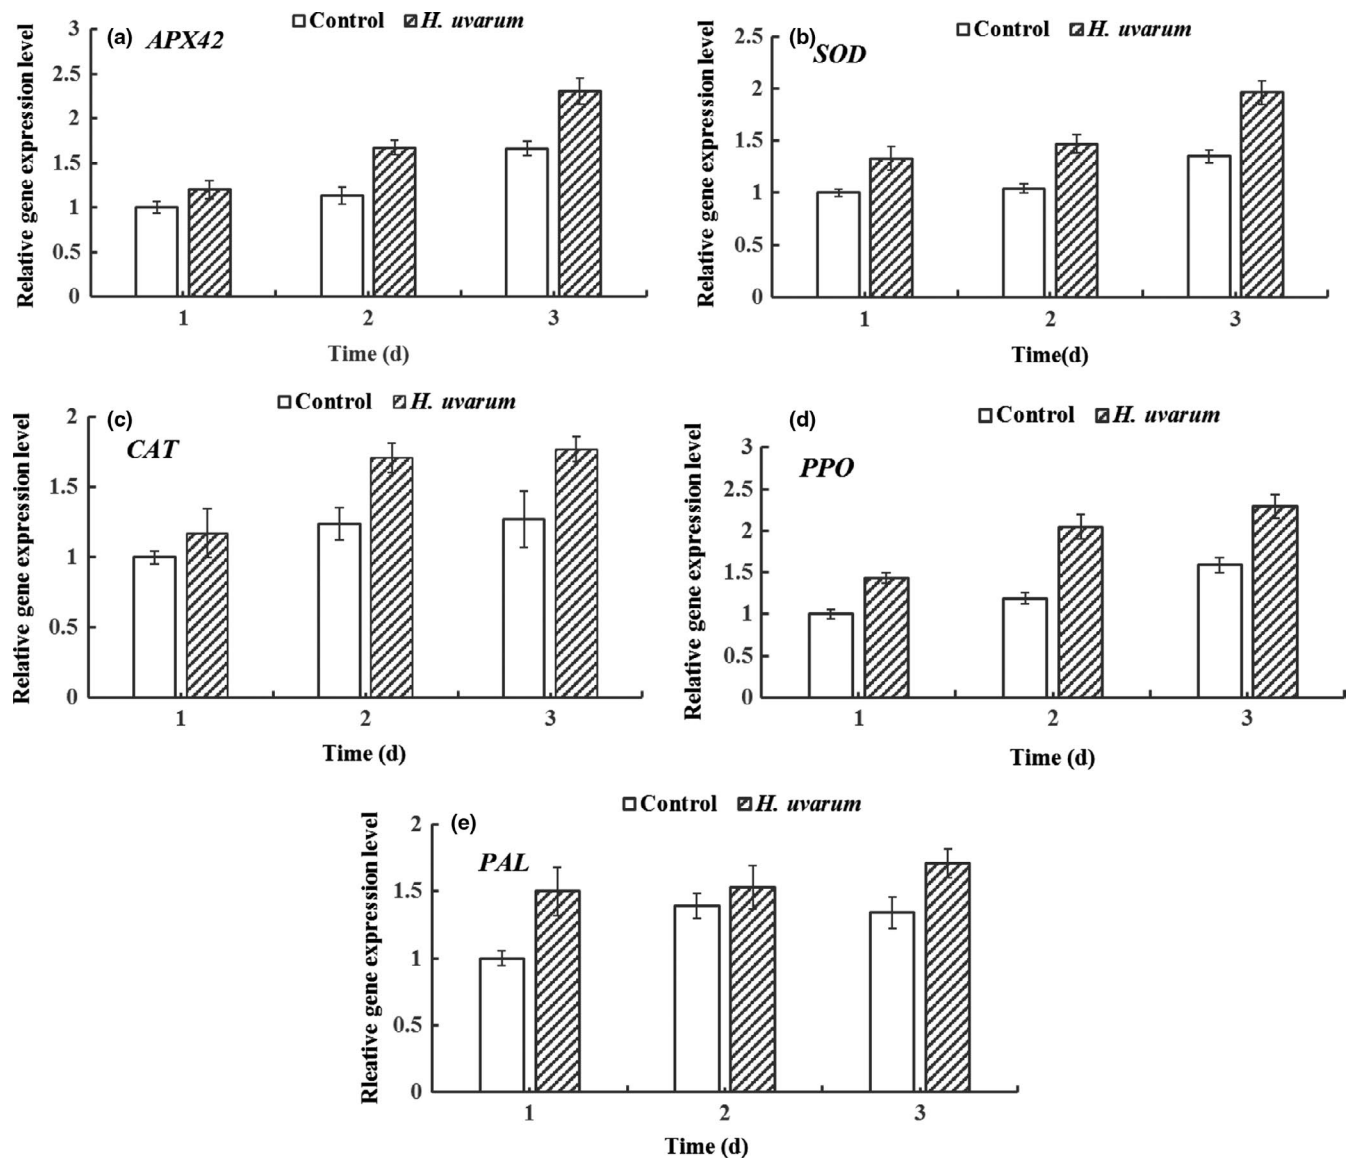 Control H. uvarum
(a) APX42
Relative gene expression level
3
2.5
2
1.5
1
0.5
0
1 2 3
Time (d)
Control H. uvarum
(b) SOD
Relative gene expression level
2.5
2
1.5
1
0.5
0
1 2 3
Time(d)
Control H. uvarum
(c) CAT
Relative gene expression level
2
1.5
1
0.5
0
1 2 3
Time (d)
(d)
Control H. uvarum
PPO
Relative gene expression level
3
2.5
2
1.5
1
0.5
0
1 2 3
Time (d)
Control H. uvarum
(e) PAL
Rleative gene expression level
2
1.5
1
0.5
0
1 2 3
Time (d)